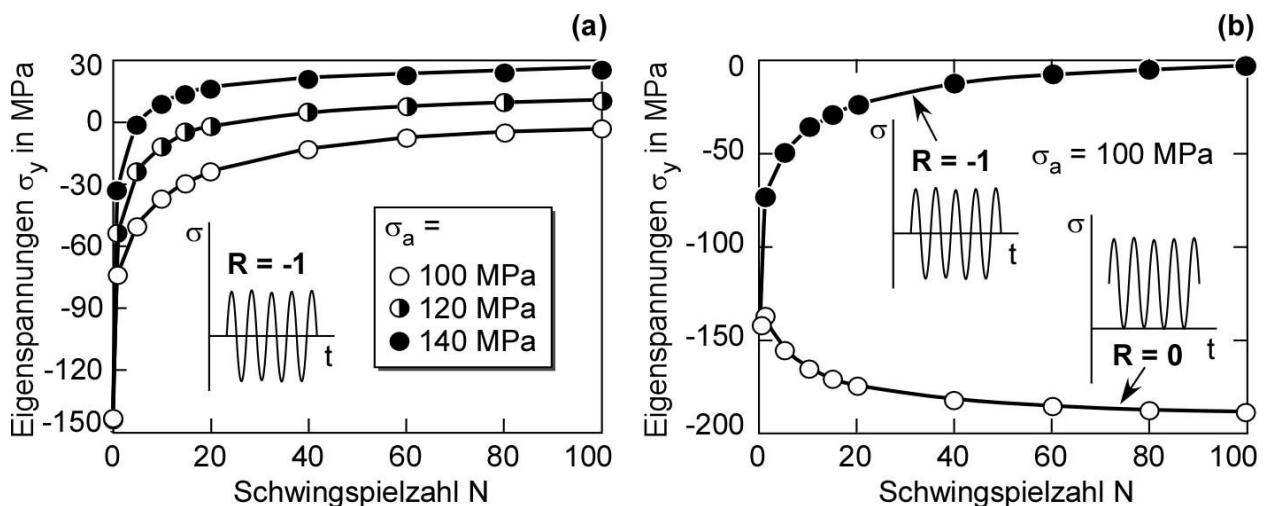 (a)
Eigenspannungen σy in MPa
30
0
-30
-60
-90
-120
-150
σ
R = -1
t
σa =
100 MPa
120 MPa
140 MPa
0 20 40 60 80 100
Schwingspielzahl N
(b)
Eigenspannungen σy in MPa
0
-50
-100
-150
-200
σ
R = -1
t
σa = 100 MPa
σ
t
R = 0
0 20 40 60 80 100
Schwingspielzahl N